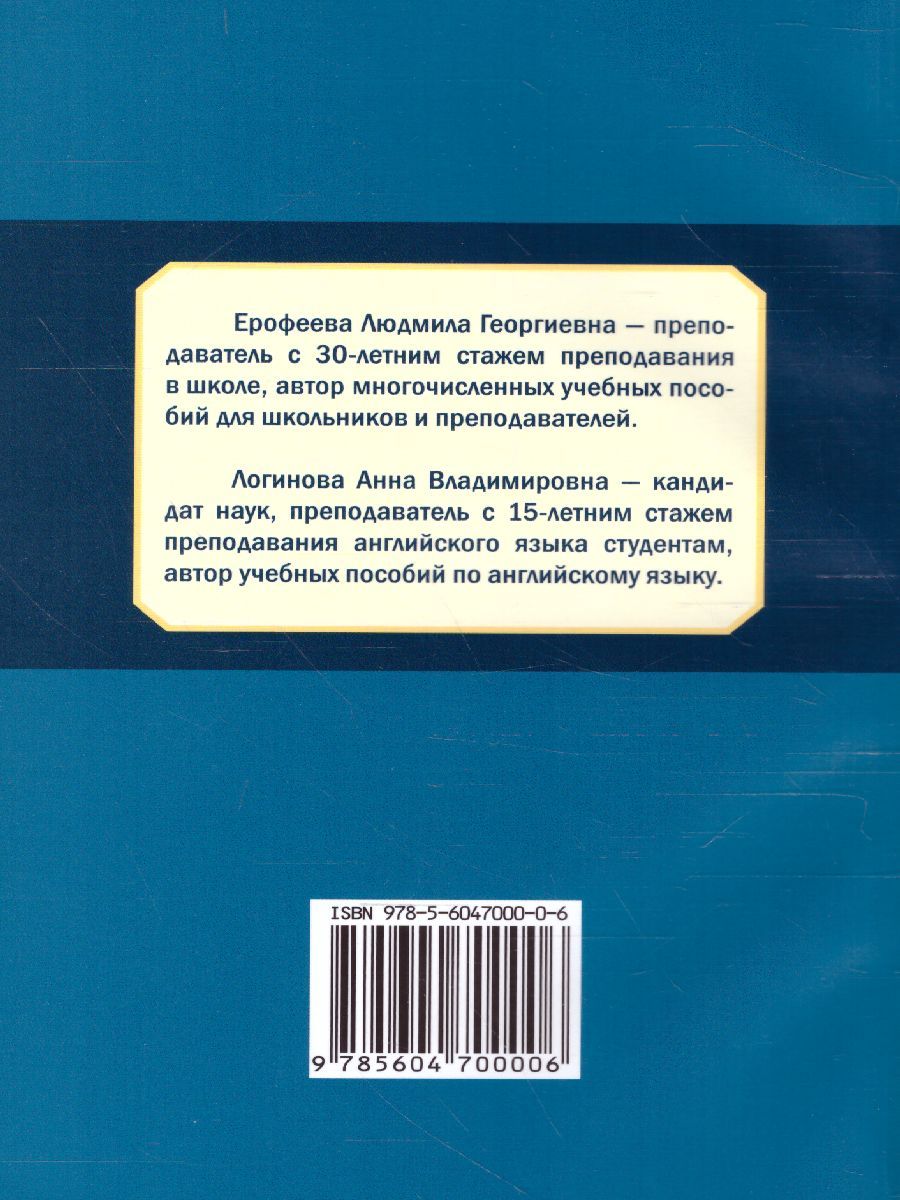 Ерофеева Людмила Георгиевна — препо-
даватель с 30-летним стажем преподавания
в школе, автор многочисленных учебных посо-
бий для школьников и преподавателей.
Логинова Анна Владимировна — канди-
дат наук, преподаватель с 15-летним стажем
преподавания английского языка студентам,
автор учебных пособий по английскому языку.
ISBN 978-5-6047000-0-6
9 785604 700006